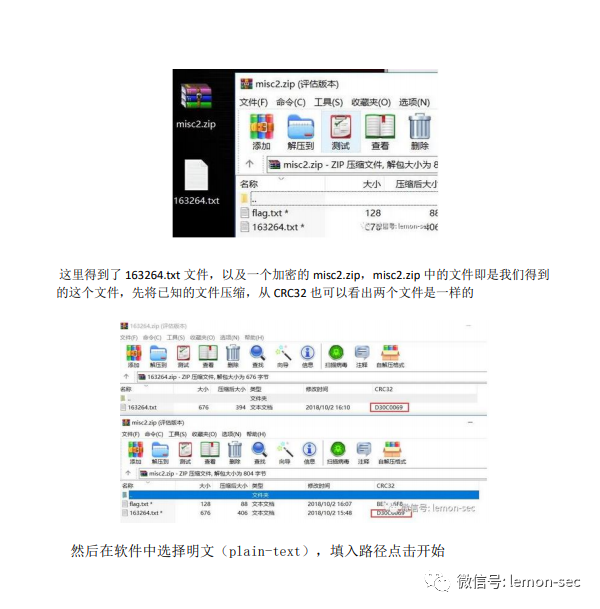 misc2.zip (评估版本)
文件(F) 命令(C) 工具(S) 收藏夹(O) 选项(N)
misc2.zip
添加 解压到 测试 查看 删除
misc2.zip - ZIP 压缩文件, 解包大小为 8
名称 大小 压缩后大小
..
flag.txt * 128 88
163264.txt
163264.txt * 406
这里得到了 163264.txt 文件，以及一个加密的 misc2.zip，misc2.zip 中的文件即是我们得到
的这个文件，先将已知的文件压缩，从 CRC32 也可以看出两个文件是一样的
163264.zip (评估版本)
文件(F) 命令(C) 工具(S) 收藏夹(O) 选项(N) 帮助(H)
添加 解压到 测试 查看 删除 查找 向导 信息 扫描病毒 注释 自解压格式
163264.zip - ZIP 压缩文件, 解包大小为 676 字节
名称 大小 压缩后大小 类型 修改时间 CRC32
.. 文件夹
163264.txt 676 394 文本文档 2018/10/2 16:10 D30C0069
misc2.zip (评估版本)
文件(F) 命令(C) 工具(S) 收藏夹(O) 选项(N) 帮助(H)
添加 解压到 测试 查看 删除 查找 向导 信息 扫描病毒 注释 自解压格式
misc2.zip - ZIP 压缩文件, 解包大小为 804 字节
名称 大小 压缩后大小 类型 修改时间 CRC32
文件夹
flag.txt * 128 88 文本文档 2018/10/2 16:07
163264.txt * 676 406 文本文档 2018/10/2 15:48 D30C0069
微信号: lemon-sec
然后在软件中选择明文（plain-text），填入路径点击开始
微信号: lemon-sec